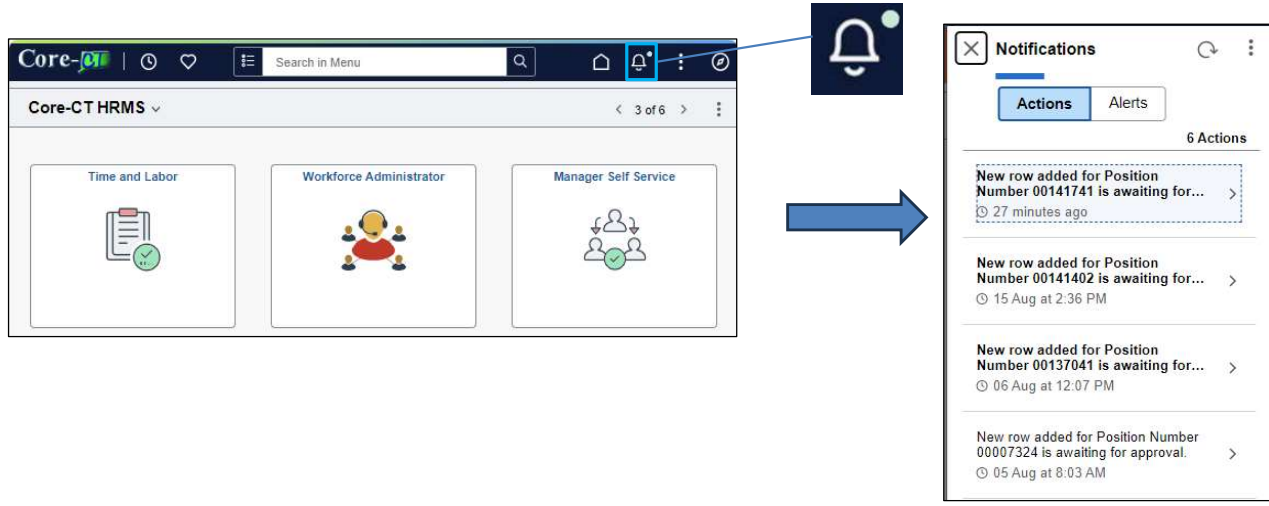 Core-CT
Search in Menu
Core-CT HRMS
3 of 6
Time and Labor
Workforce Administrator
Manager Self Service
Notifications
Actions
Alerts
6 Actions
New row added for Position
Number 00141741 is awaiting for...
27 minutes ago
New row added for Position
Number 00141402 is awaiting for...
15 Aug at 2:36 PM
New row added for Position
Number 00137041 is awaiting for...
06 Aug at 12:07 PM
New row added for Position Number
00007324 is awaiting for approval.
05 Aug at 8:03 AM